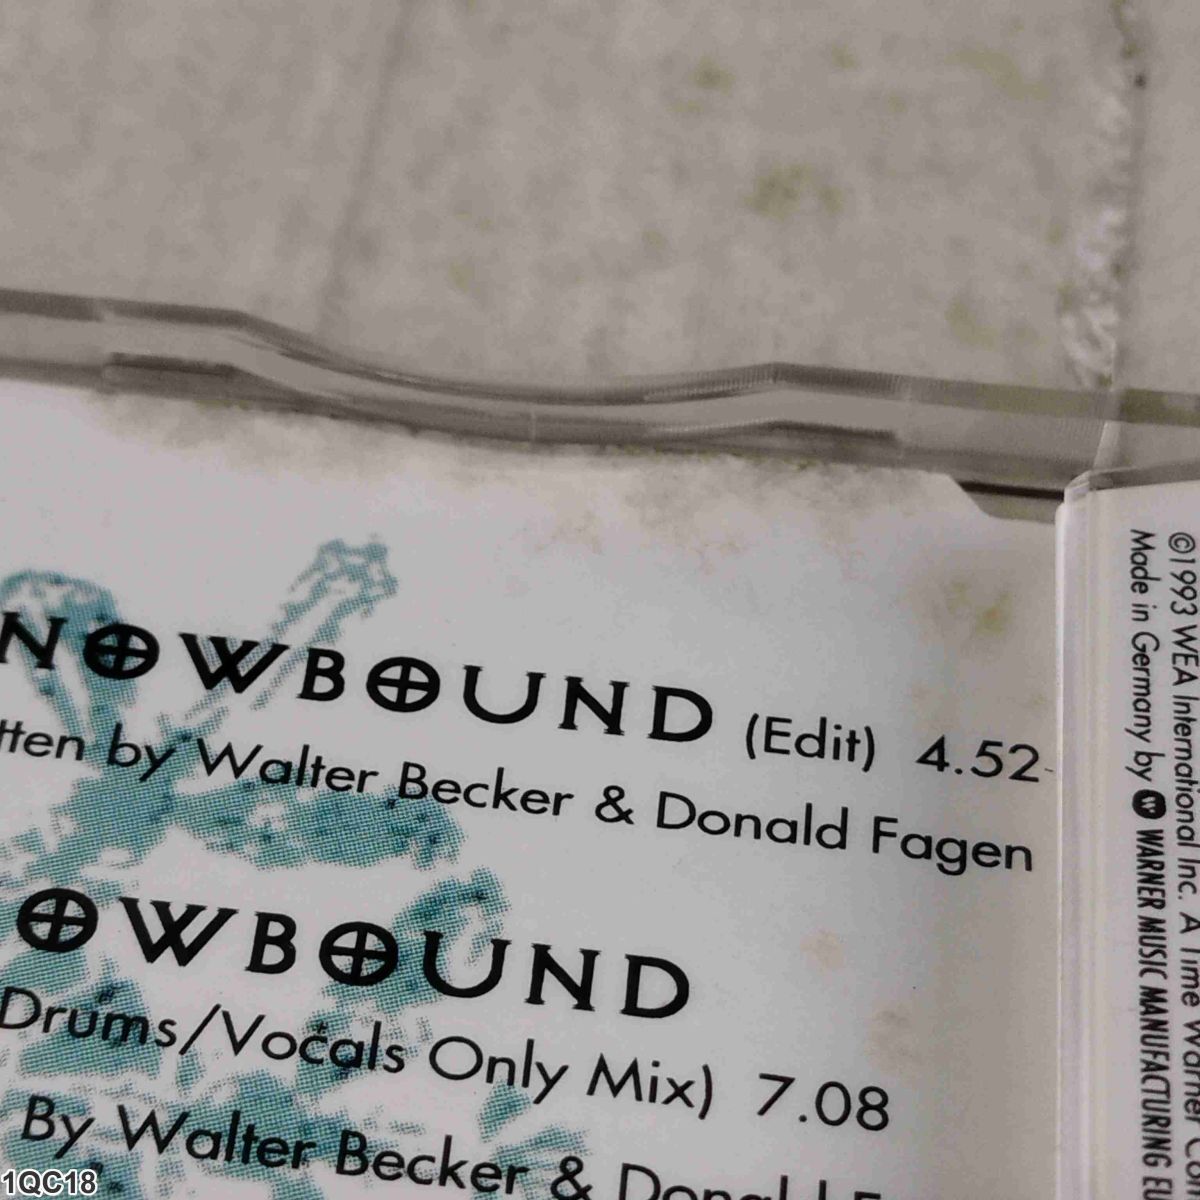 NOWBOUND (Edit) 4.52
tten by Walter Becker & Donald Fagen
OWBOUND
Drums/Vocals Only Mix) 7.08
By Walter Becker &
©1993 WEA International Inc. A Time Warner
Made in Germany by WARNER MUSIC MANUFACTURING
1QC18